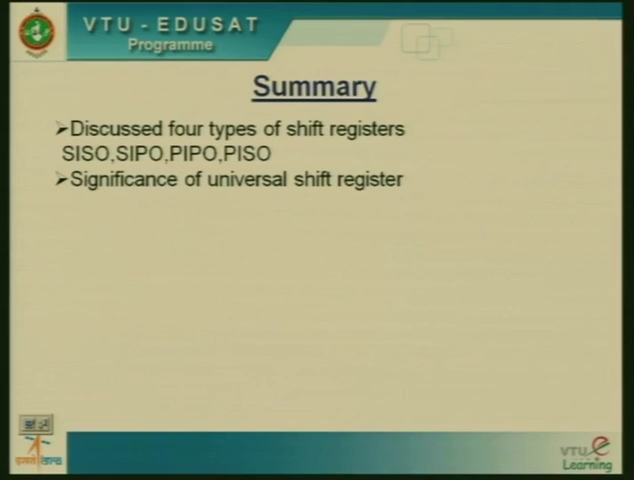 VTU - EDUSAT
Programme
Summary
➢Discussed four types of shift registers
SISO,SIPO,PIPO,PISO
➢Significance of universal shift register
VTU
Learning